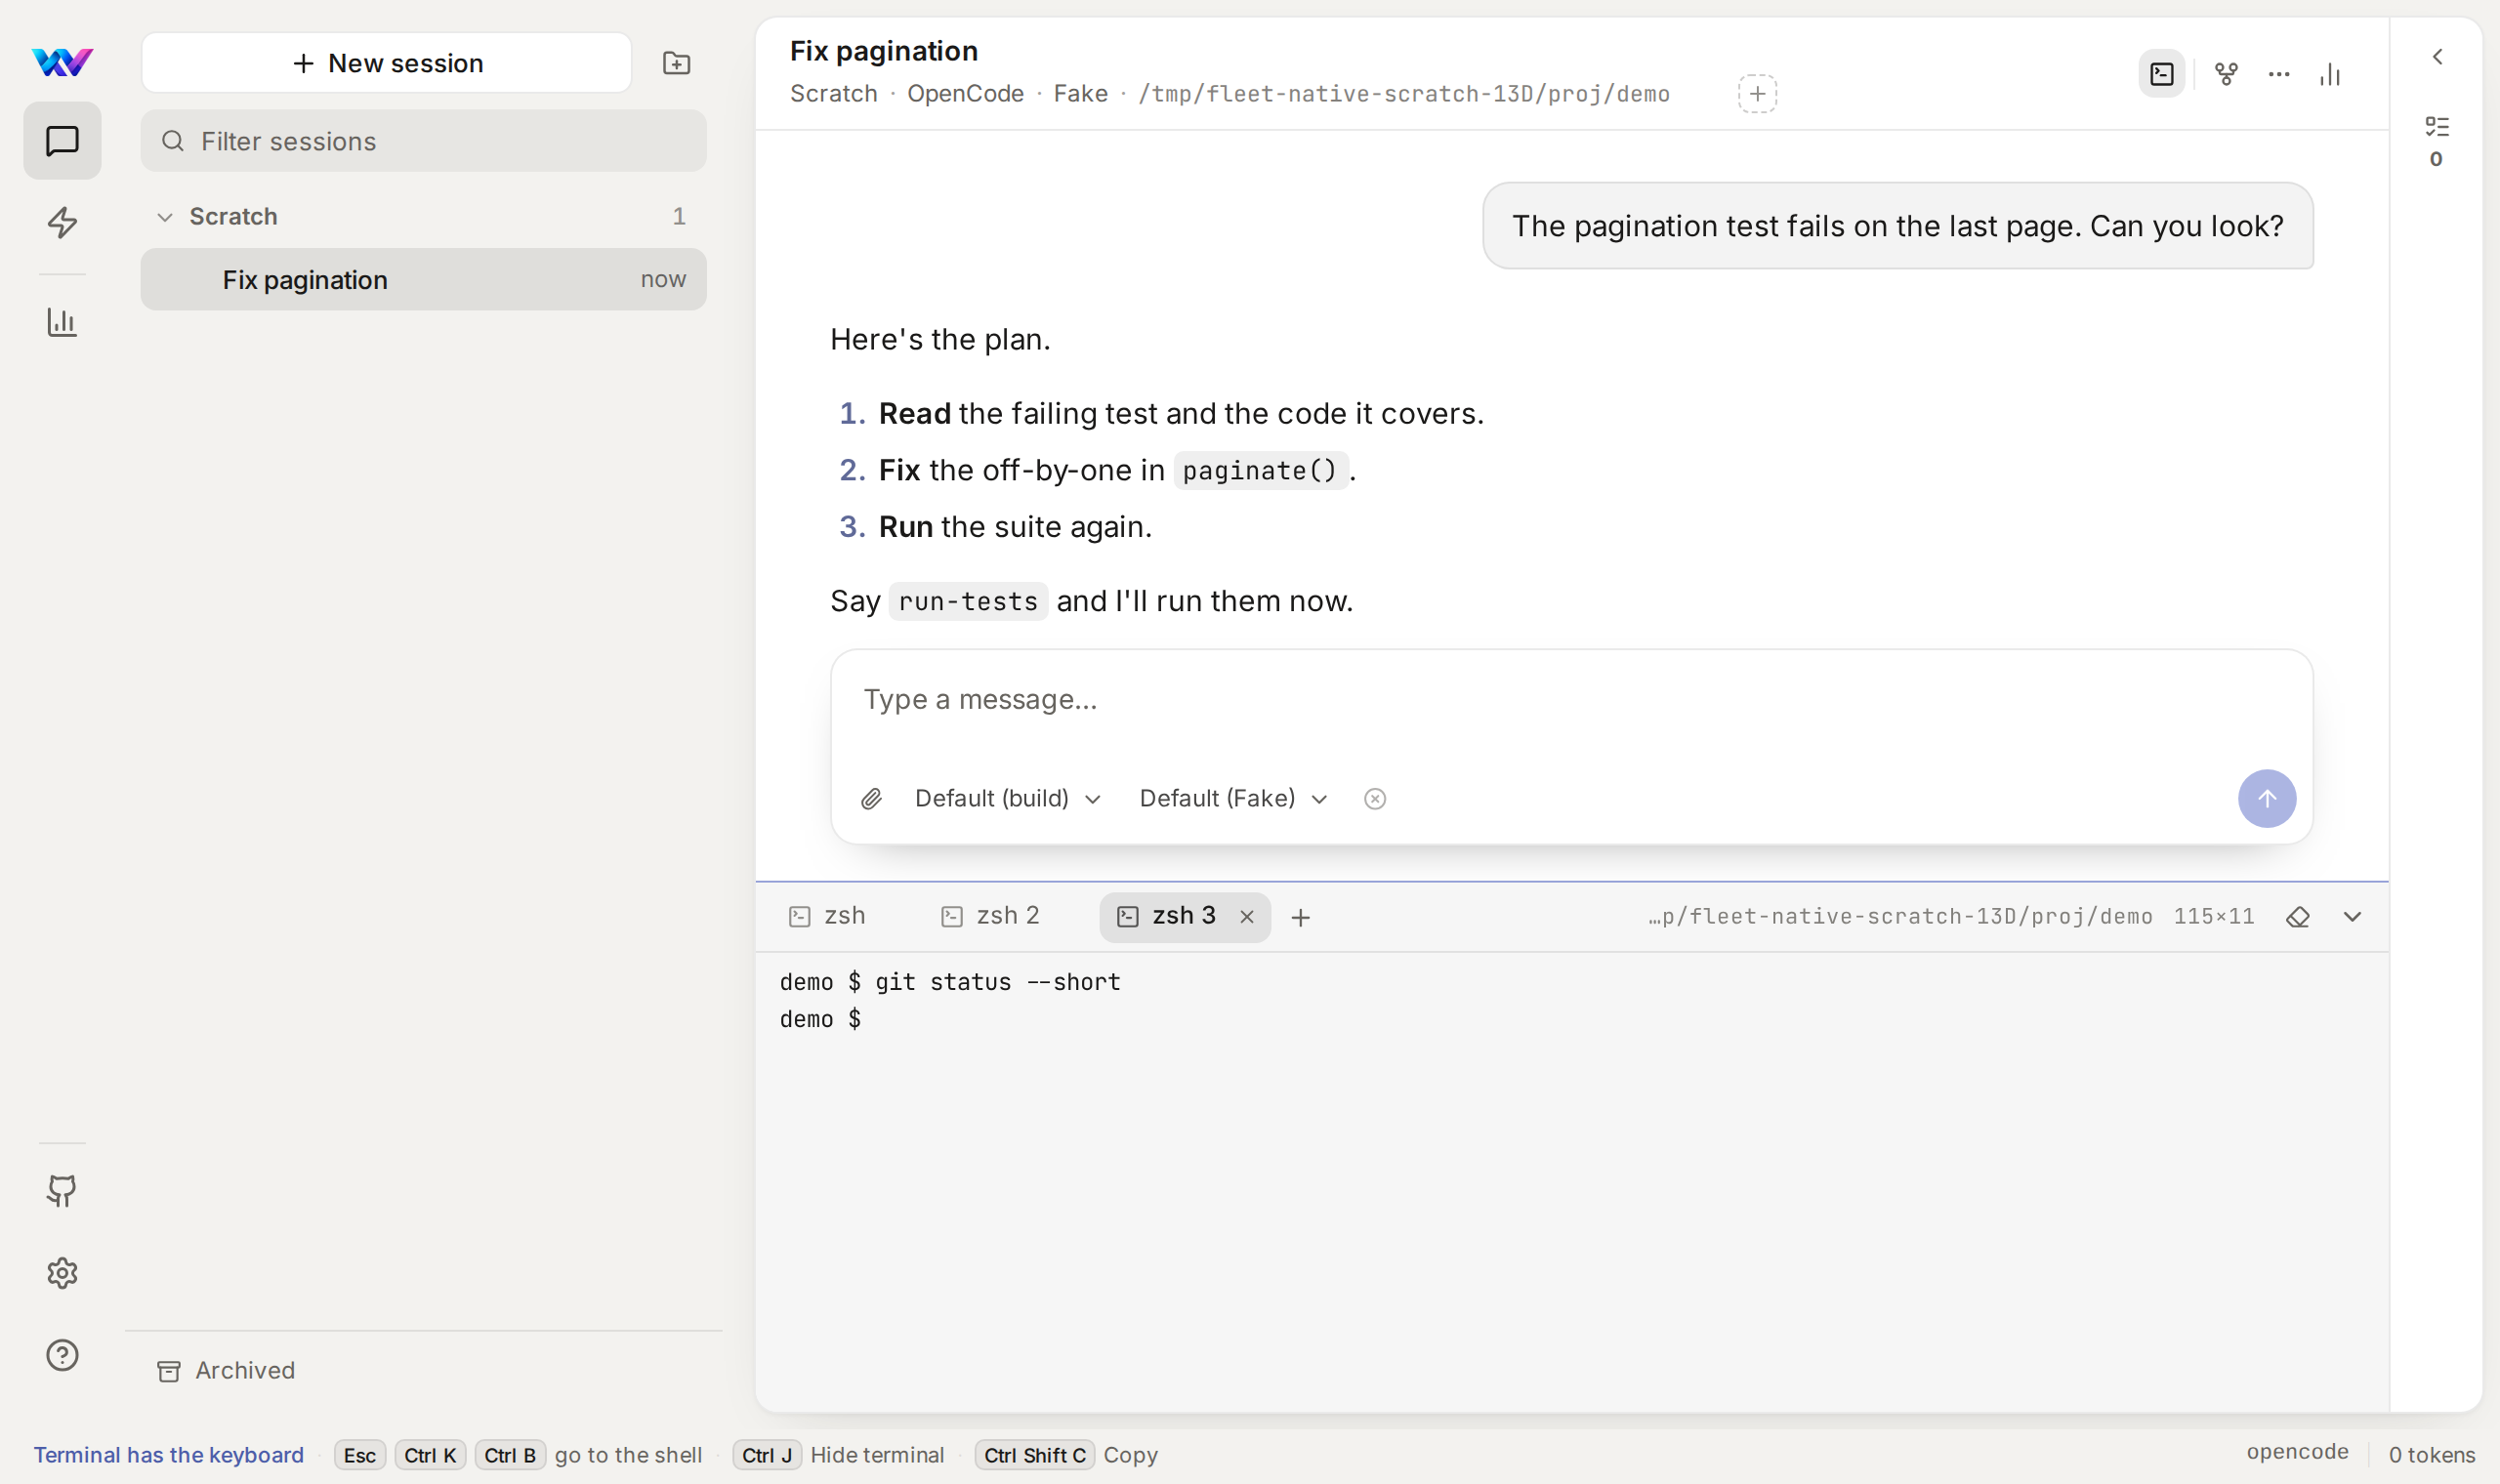 New session
Filter sessions
Scratch 1
Fix pagination now
Archived
Fix pagination
Scratch · OpenCode · Fake · /tmp/fleet-native-scratch-13D/proj/demo
0
The pagination test fails on the last page. Can you look?
Here's the plan.
1. Read the failing test and the code it covers.
2. Fix the off-by-one in paginate().
3. Run the suite again.
Say run-tests and I'll run them now.
Type a message...
Default (build) Default (Fake)
zsh zsh 2 zsh 3 …p/fleet-native-scratch-13D/proj/demo 115×11
demo $ git status --short
demo $
Terminal has the keyboard · Esc Ctrl K Ctrl B go to the shell · Ctrl J Hide terminal · Ctrl Shift C Copy opencode 0 tokens